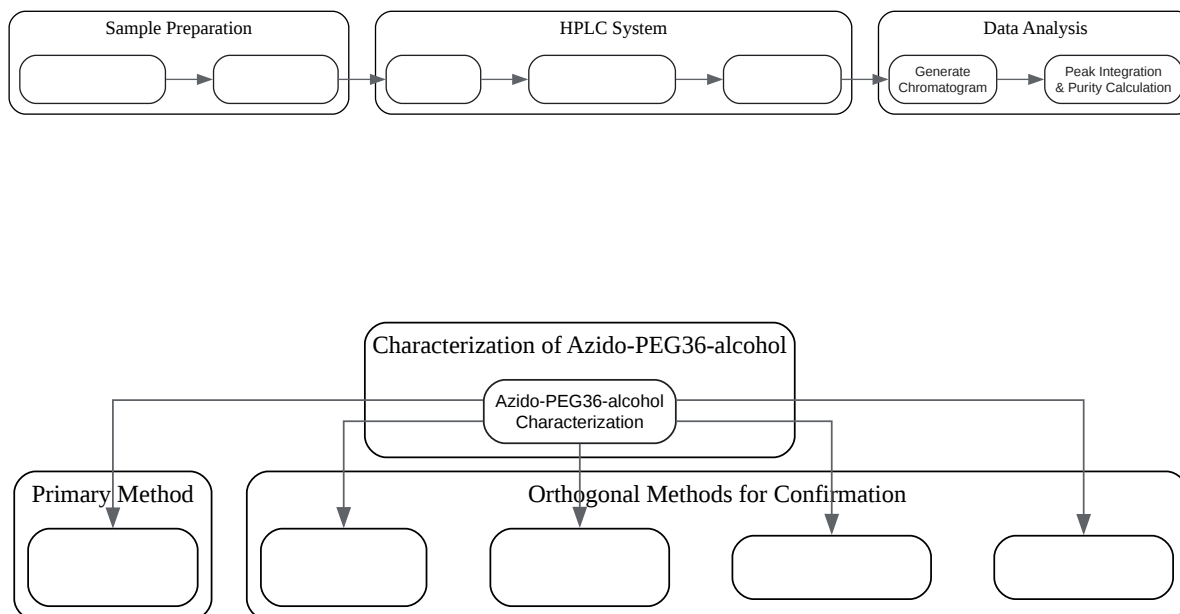 Sample Preparation
HPLC System
Data Analysis
Generate
Chromatogram
Peak Integration
& Purity Calculation
Characterization of Azido-PEG36-alcohol
Azido-PEG36-alcohol
Characterization
Primary Method
Orthogonal Methods for Confirmation